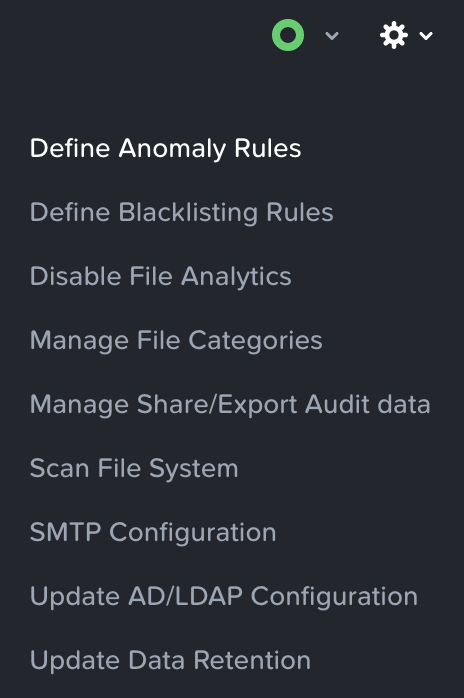 Define Anomaly Rules
Define Blacklisting Rules
Disable File Analytics
Manage File Categories
Manage Share/Export Audit data
Scan File System
SMTP Configuration
Update AD/LDAP Configuration
Update Data Retention